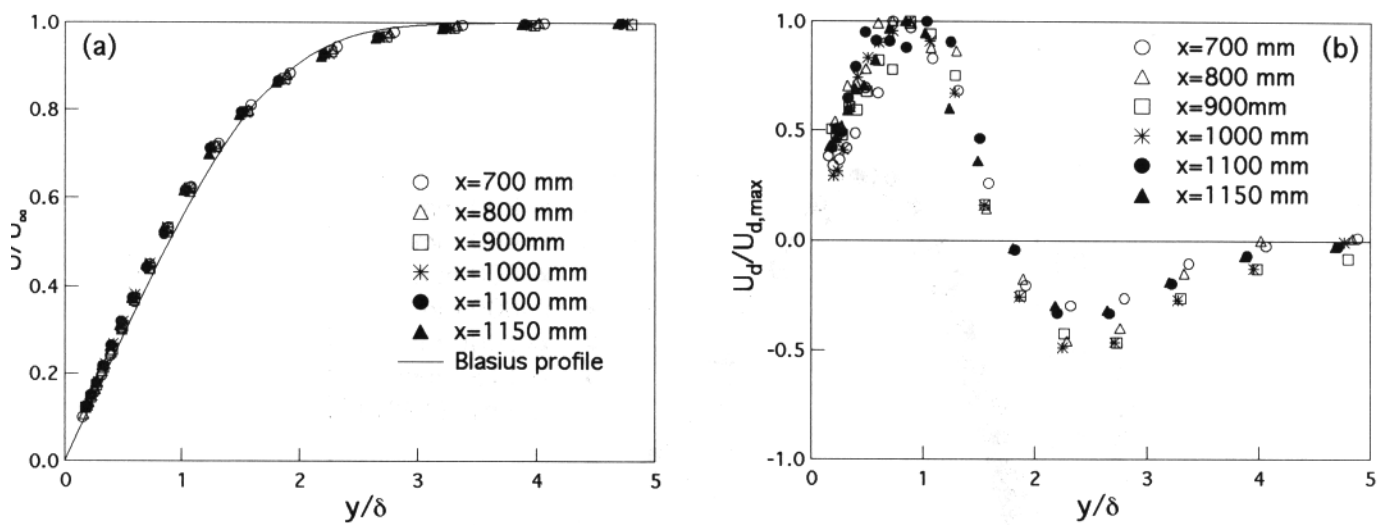 (a)
1.0
0.8
0.6
0.4
0.2
0.0
U/U∞
x=700 mm
x=800 mm
x=900mm
x=1000 mm
x=1100 mm
x=1150 mm
Blasius profile
0 1 2 3 4 5
y/δ
(b)
1.0
0.5
0.0
-0.5
-1.0
U_d/U_d,max
x=700 mm
x=800 mm
x=900mm
x=1000 mm
x=1100 mm
x=1150 mm
0 1 2 3 4 5
y/δ